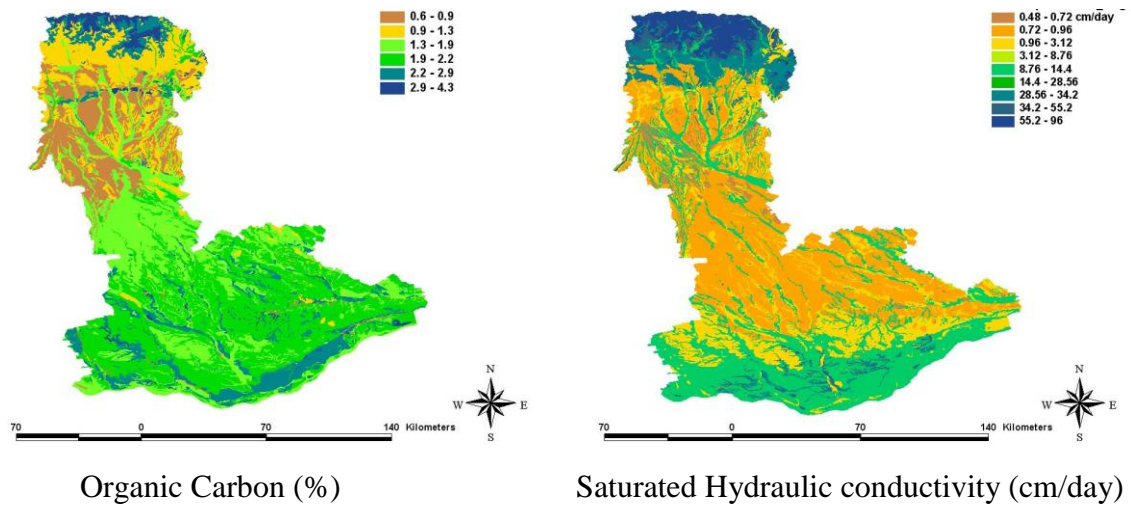 0.6 - 0.9
0.9 - 1.3
1.3 - 1.9
1.9 - 2.2
2.2 - 2.9
2.9 - 4.3
N
W E
S
70 0 70 140 Kilometers
Organic Carbon (%)
0.48 - 0.72 cm/day
0.72 - 0.96
0.96 - 3.12
3.12 - 8.76
8.76 - 14.4
14.4 - 28.56
28.56 - 34.2
34.2 - 55.2
55.2 - 96
N
W E
S
70 0 70 140 Kilometers
Saturated Hydraulic conductivity (cm/day)